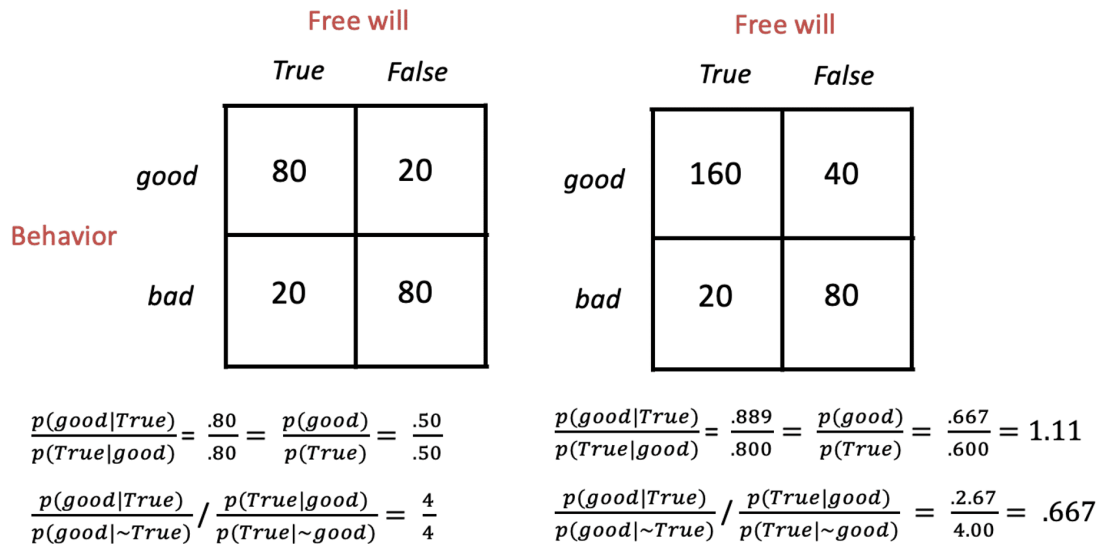 Free will Free will
True False True False
good 80 20 good 160 40
Behavior
bad 20 80 bad 20 80
p(good|True)/p(True|good) = .80/.80 = p(good)/p(True) = .50/.50
p(good|True)/p(True|good) = .889/.800 = p(good)/p(True) = .667/.600 = 1.11
p(good|True)/p(good|~True) / p(True|good)/p(True|~good) = 4/4
p(good|True)/p(good|~True) / p(True|good)/p(True|~good) = .2.67/4.00 = .667